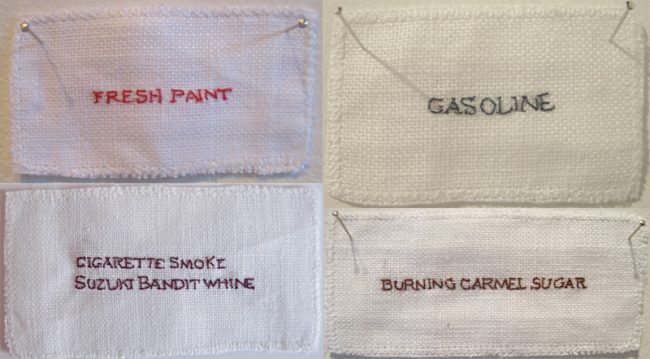 FRESH PAINT
GASOLINE
CIGARETTE SMOKE
SUZUKI BANDIT WHINE
BURNING CARMEL SUGAR